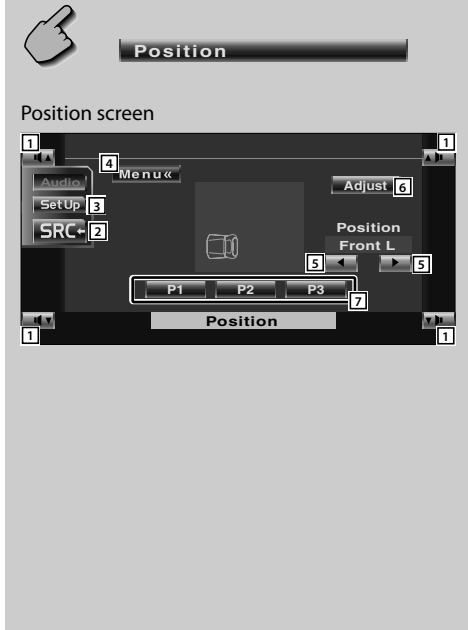 Position
Position screen
1 1
4 Menu«
Audio Adjust 6
SetUp 3
SRC 2 Position
Front L
5 ◄ ► 5
P1 P2 P3 7
Position
1 1